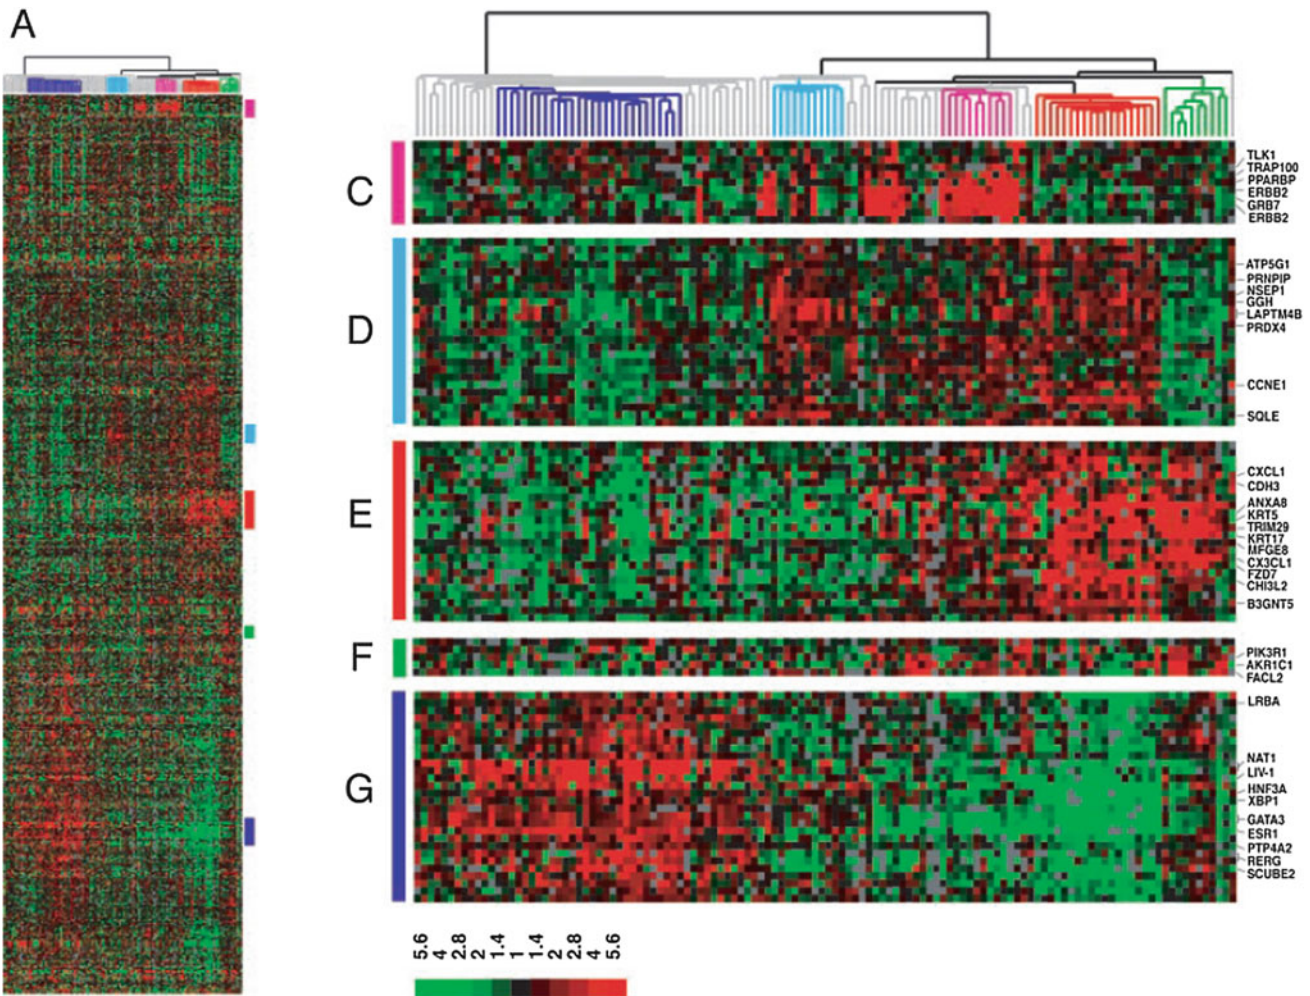 A
C
TLK1
TRAP100
PPARBP
ERBB2
GRB7
ERBB2
D
ATP5G1
PRNPIP
NSEP1
GGH
LAPTM4B
PRDX4
CCNE1
SQLE
E
CXCL1
CDH3
ANXA8
KRT5
TRIM29
KRT17
MFGE8
CX3CL1
FZD7
CHI3L2
B3GNT5
F
PIK3R1
AKR1C1
FACL2
G
LRBA
NAT1
LIV-1
HNF3A
XBP1
GATA3
ESR1
PTP4A2
RERG
SCUBE2
5.6 4 2.8 2 1.4 1 1.4 2 2.8 4 5.6